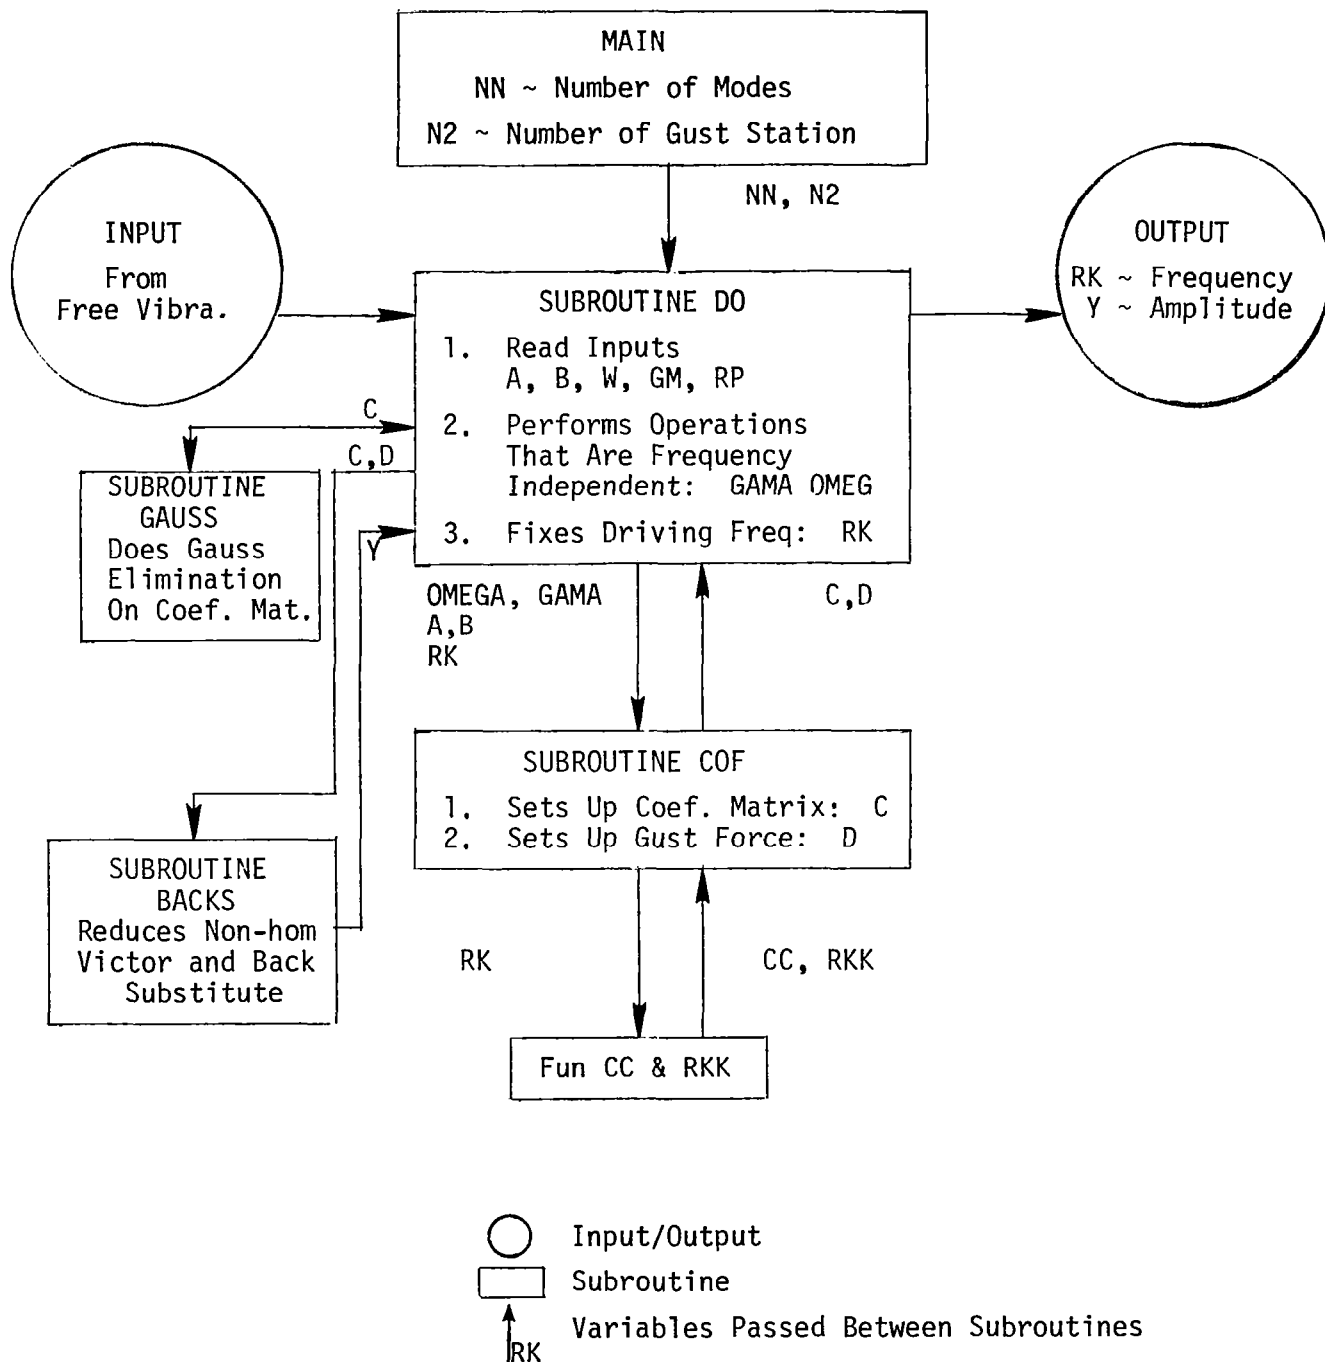 MAIN
NN ~ Number of Modes
N2 ~ Number of Gust Station
NN, N2
INPUT
From
Free Vibra.
OUTPUT
RK ~ Frequency
Y ~ Amplitude
SUBROUTINE DO
1. Read Inputs
A, B, W, GM, RP
2. Performs Operations
That Are Frequency
Independent: GAMA OMEG
3. Fixes Driving Freq: RK
C
C,D
Y
SUBROUTINE
GAUSS
Does Gauss
Elimination
On Coef. Mat.
OMEGA, GAMA
A,B
RK
C,D
SUBROUTINE COF
1. Sets Up Coef. Matrix: C
2. Sets Up Gust Force: D
SUBROUTINE
BACKS
Reduces Non-hom
Victor and Back
Substitute
RK
CC, RKK
Fun CC & RKK
Input/Output
Subroutine
RK
Variables Passed Between Subroutines